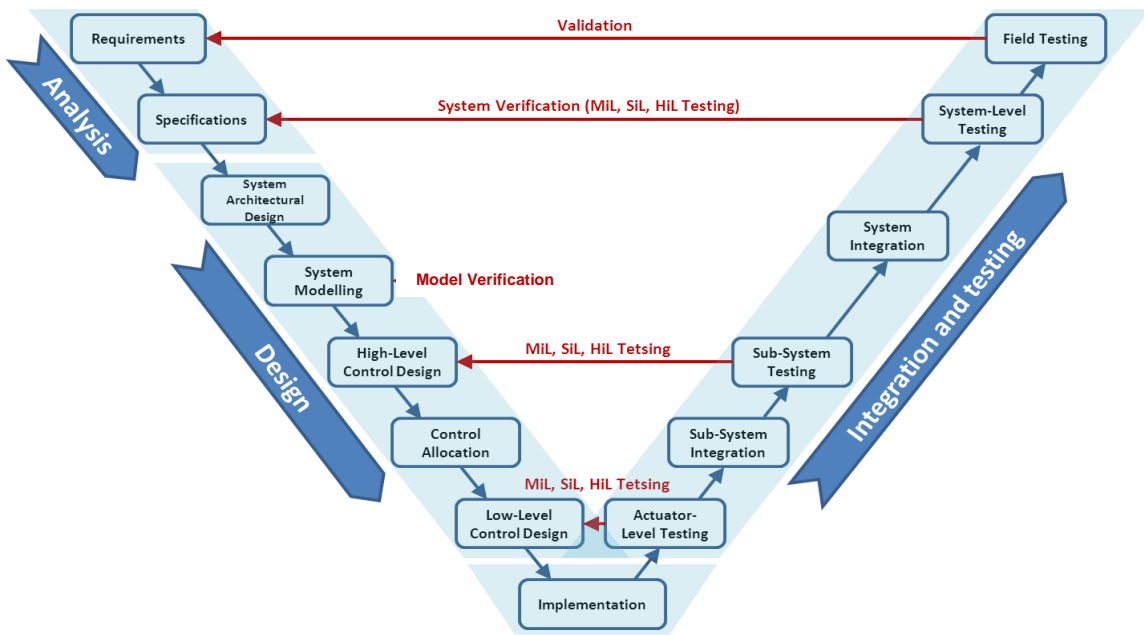 Requirements
Validation
Field Testing
Analysis
Specifications
System Verification (MiL, SiL, HiL Testing)
System-Level
Testing
System
Architectural
Design
System
Integration
System
Modelling
Model Verification
Design
High-Level
Control Design
MiL, SiL, HiL Tetsing
Sub-System
Testing
Integration and testing
Control
Allocation
Sub-System
Integration
MiL, SiL, HiL Tetsing
Low-Level
Control Design
Actuator-
Level Testing
Implementation